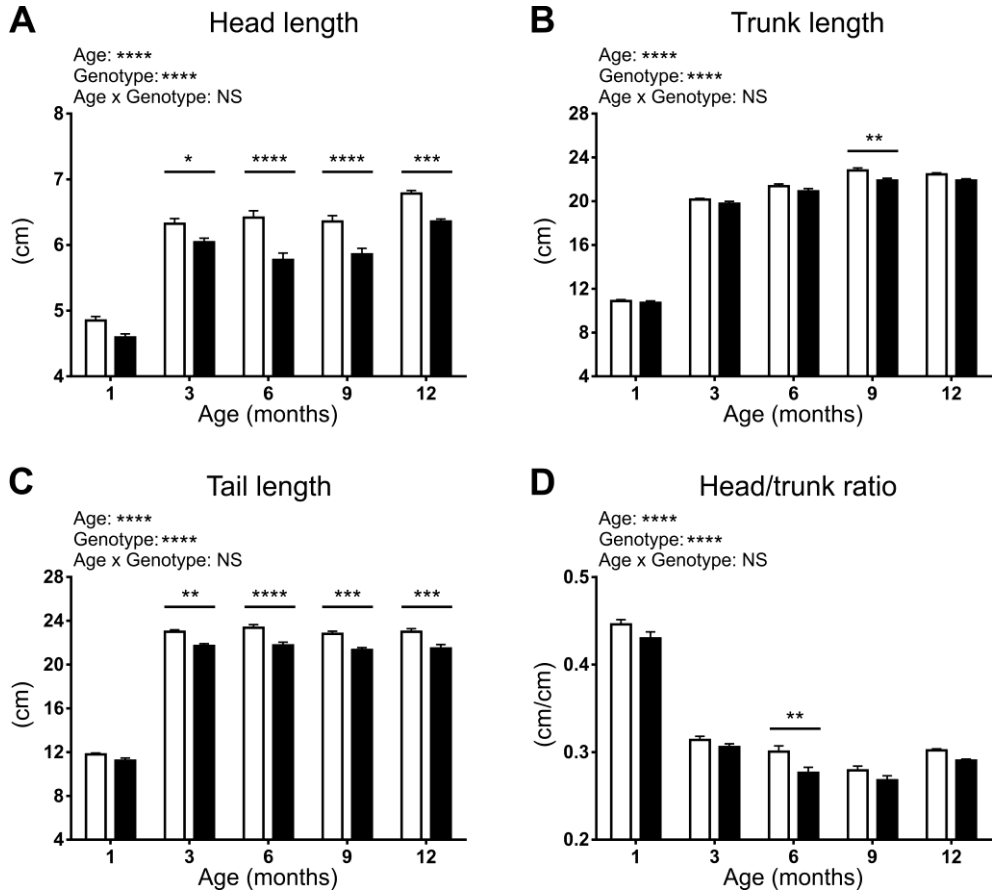 A
Head length
Age: ****
Genotype: ****
Age x Genotype: NS
8
7
6
5
4
(cm)
*
****
****
***
1
3
6
9
12
Age (months)
B
Trunk length
Age: ****
Genotype: ****
Age x Genotype: NS
28
24
20
16
12
8
4
(cm)
**
1
3
6
9
12
Age (months)
C
Tail length
Age: ****
Genotype: ****
Age x Genotype: NS
28
24
20
16
12
8
4
(cm)
**
****
***
***
1
3
6
9
12
Age (months)
D
Head/trunk ratio
Age: ****
Genotype: ****
Age x Genotype: NS
0.5
0.4
0.3
0.2
(cm/cm)
**
1
3
6
9
12
Age (months)